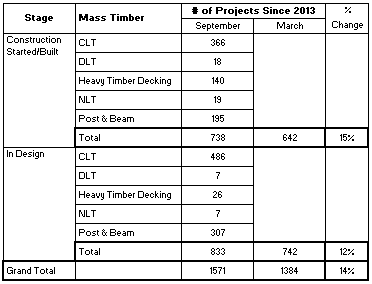 Stage Mass Timber # of Projects Since 2013 %
September March Change
Construction CLT 366
Started/Built
DLT 18
Heavy Timber Decking 140
NLT 19
Post & Beam 195
Total 738 642 15%
In Design CLT 486
DLT 7
Heavy Timber Decking 26
NLT 7
Post & Beam 307
Total 833 742 12%
Grand Total 1571 1384 14%